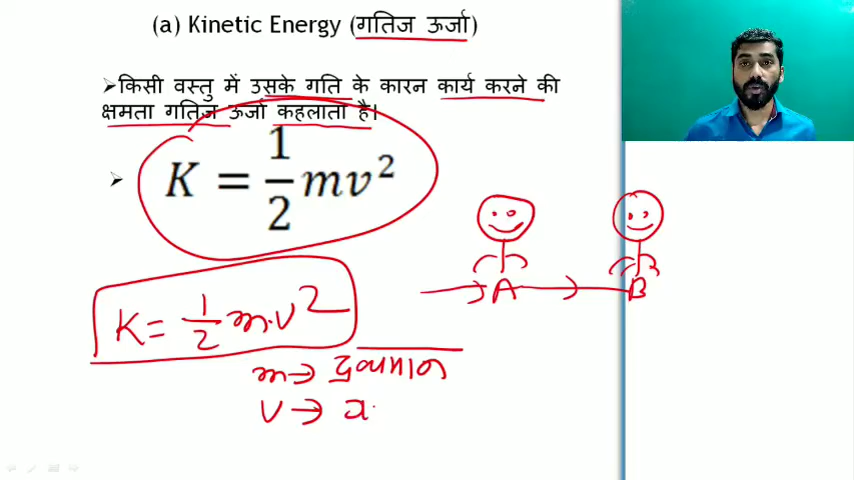 (a) Kinetic Energy (गतिज ऊर्जा)
➢किसी वस्तु में उसके गति के कारन कार्य करने की
क्षमता गतिज ऊर्जा कहलाता है।
➢ K = 1/2 mv²
A B
K = 1/2 m.v²
m → द्रव्यमान
v →